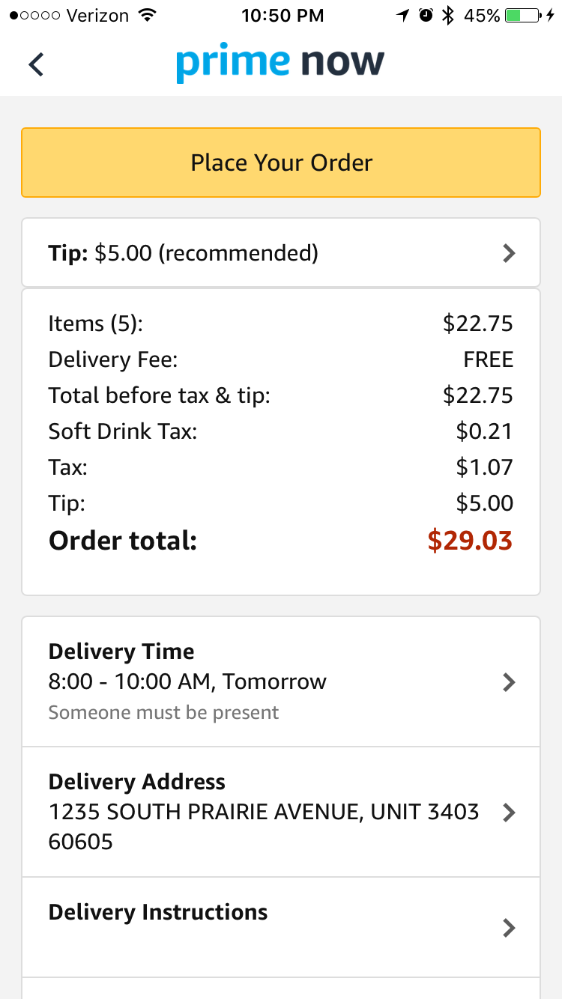 Verizon 10:50 PM 45%
prime now
Place Your Order
Tip: $5.00 (recommended)
Items (5): $22.75
Delivery Fee: FREE
Total before tax & tip: $22.75
Soft Drink Tax: $0.21
Tax: $1.07
Tip: $5.00
Order total: $29.03
Delivery Time
8:00 - 10:00 AM, Tomorrow
Someone must be present
Delivery Address
1235 SOUTH PRAIRIE AVENUE, UNIT 3403
60605
Delivery Instructions